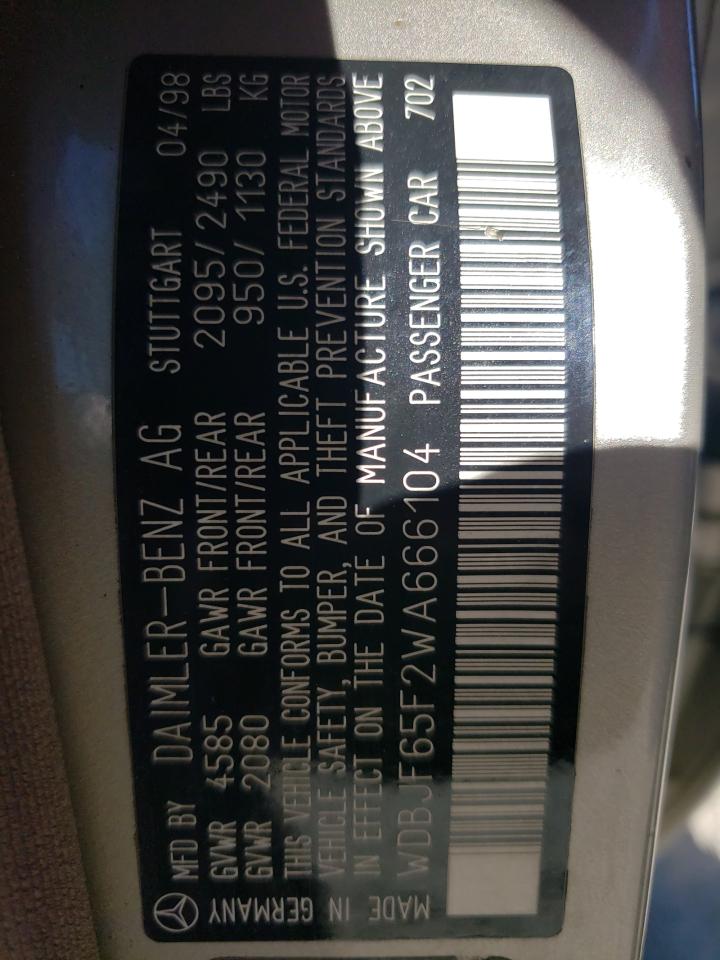 MFD BY DAIMLER-BENZ AG STUTTGART 04/98
GVWR 4585 GAWR FRONT/REAR 2095/2490 LBS
GVWR 2080 GAWR FRONT/REAR 950/1130 KG
THIS VEHICLE CONFORMS TO ALL APPLICABLE U.S. FEDERAL MOTOR
VEHICLE SAFETY, BUMPER, AND THEFT PREVENTION STANDARDS
IN EFFECT ON THE DATE OF MANUFACTURE SHOWN ABOVE
WDBJF65F2WA666104 PASSENGER CAR 702
MADE IN GERMANY